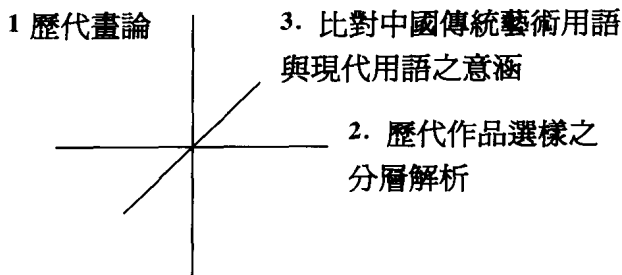 1 歷代畫論
3. 比對中國傳統藝術用語
與現代用語之意涵
2. 歷代作品選樣之
分層解析